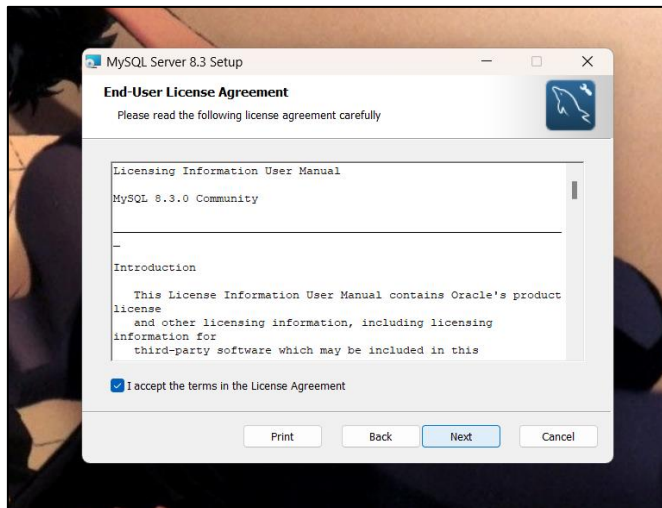 MySQL Server 8.3 Setup
End-User License Agreement
Please read the following license agreement carefully
Licensing Information User Manual
MySQL 8.3.0 Community
Introduction
This License Information User Manual contains Oracle's product
license
and other licensing information, including licensing
information for
third-party software which may be included in this
I accept the terms in the License Agreement
Print Back Next Cancel